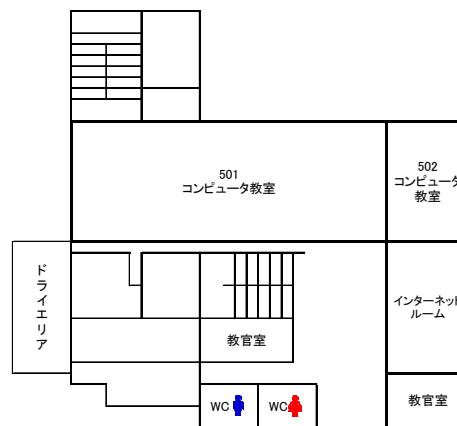 501
コンピュータ教室
502
コンピュータ
教室
ドライエリア
インターネット
ルーム
教官室
教官室
WC
WC